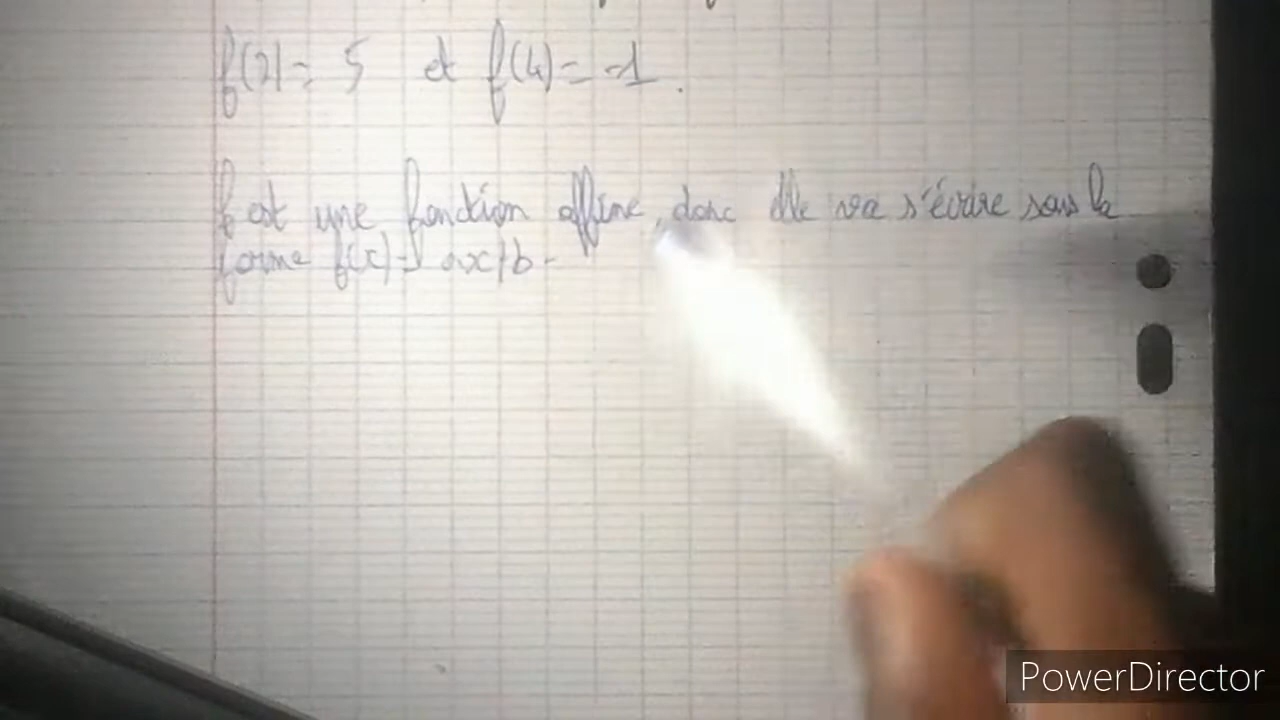 f(2) = 5 et f(4) = -1.
f est une fonction affine, donc elle va s'écrire sous la
forme f(x) = ax+b.
PowerDirector